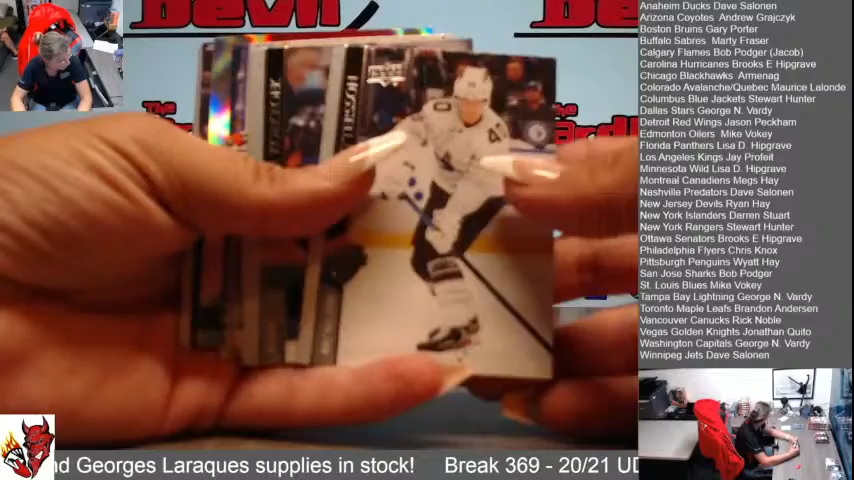 Devil
De
The
The
ETTERSSON
40
Anaheim Ducks Dave Salonen
Arizona Coyotes Andrew Grajczyk
Boston Bruins Gary Porter
Buffalo Sabres Marty Fraser
Calgary Flames Bob Podger (Jacob)
Carolina Hurricanes Brooks E Hipgrave
Chicago Blackhawks Armenag
Colorado Avalanche/Quebec Maurice Lalonde
Columbus Blue Jackets Stewart Hunter
Dallas Stars George N. Vardy
Detroit Red Wings Jason Peckham
Edmonton Oilers Mike Vokey
Florida Panthers Lisa D. Hipgrave
Los Angeles Kings Jay Profeit
Minnesota Wild Lisa D. Hipgrave
Montreal Canadiens Megs Hay
Nashville Predators Dave Salonen
New Jersey Devils Ryan Hay
New York Islanders Darren Stuart
New York Rangers Stewart Hunter
Ottawa Senators Brooks E Hipgrave
Philadelphia Flyers Chris Knox
Pittsburgh Penguins Wyatt Hay
San Jose Sharks Bob Podger
St. Louis Blues Mike Vokey
Tampa Bay Lightning George N. Vardy
Toronto Maple Leafs Brandon Andersen
Vancouver Canucks Rick Noble
Vegas Golden Knights Jonathan Quito
Washington Capitals George N. Vardy
Winnipeg Jets Dave Salonen
nd Georges Laraques supplies in stock! Break 369 - 20/21 UD